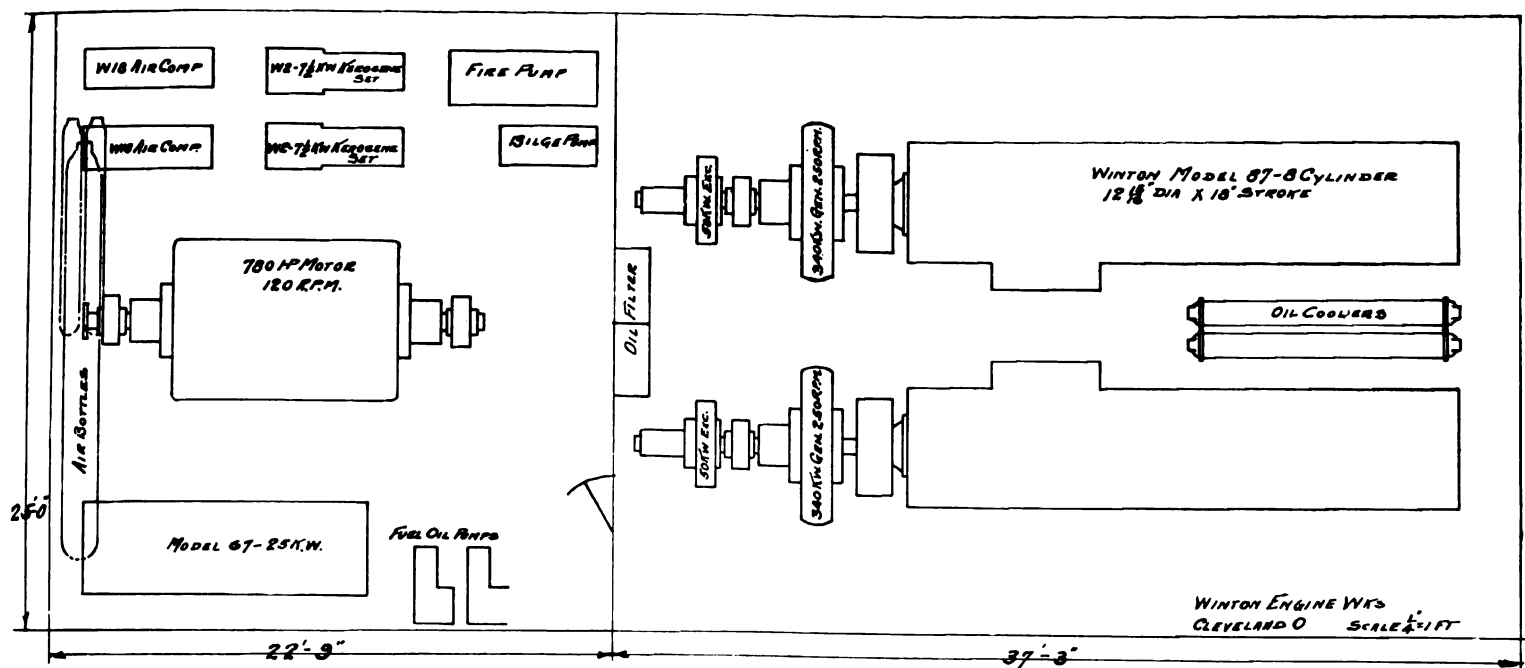 W18 AIR COMP
W2-7½ KW KEROSENE
SET
FIRE PUMP
W18 AIR COMP.
W2-7½ KW KEROSENE
SET
BILGE PUMP
780 HP MOTOR
120 R.P.M.
AIR BOTTLES
MODEL 67-25 K.W.
FUEL OIL PUMPS
OIL FILTER
50 KW EXC.
340 KW. GEN. 250 R.P.M.
WINTON MODEL 87-8 CYLINDER
12 15/16" DIA X 18" STROKE
OIL COOLERS
50 KW EXC.
340 KW GEN. 250 R.P.M.
25'-0"
22'-9"
37'-3"
WINTON ENGINE WKS
CLEVELAND O SCALE ¼"=1 FT